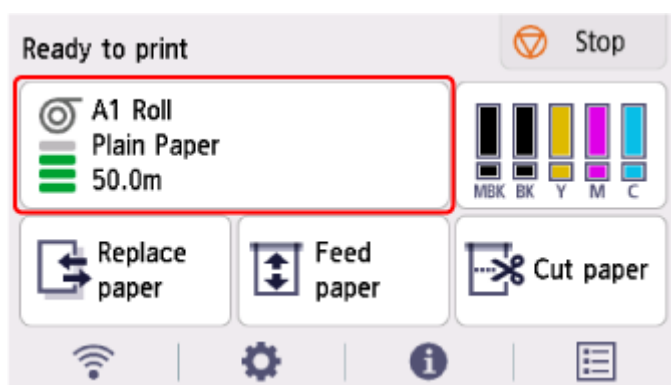 Ready to print
Stop
A1 Roll
Plain Paper
50.0m
MBK BK Y M C
Replace
paper
Feed
paper
Cut paper